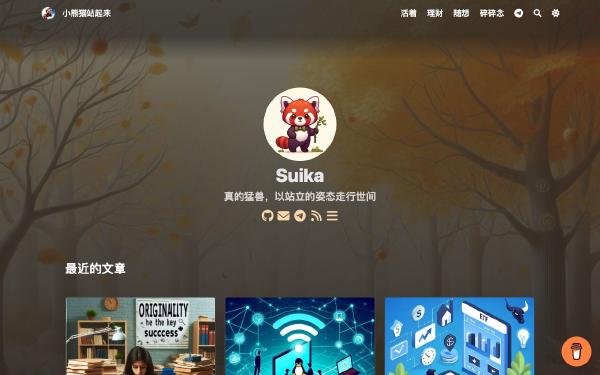 小熊猫站起来
活着 理财 随想 碎碎念
Suika
真的猛兽，以站立的姿态走行世间
最近的文章
ORIGINALITY
he the key
succcess
ETF